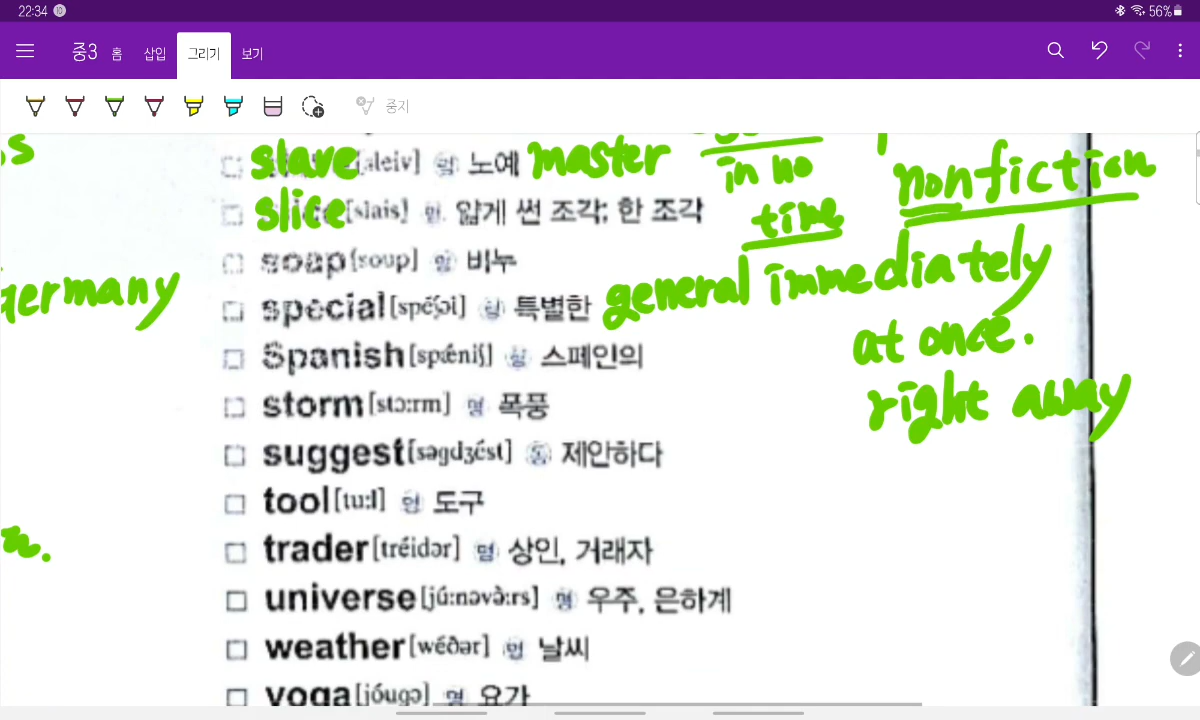 22:34 56%
중3 홈 삽입 그리기 보기
중지
slave [sleiv] 명 노예 master in no nonfiction
slice [slais] 명 얇게 썬 조각; 한 조각 time
soap [soup] 명 비누
germany special [spéʃəl] 형 특별한 general immediately
Spanish [spǽniʃ] 형 스페인의 at once.
storm [stɔːrm] 명 폭풍 right away
suggest [səgdʒést] 동 제안하다
tool [tuːl] 명 도구
trader [tréidər] 명 상인, 거래자
universe [júːnəvə̀ːrs] 명 우주, 은하계
weather [wéðər] 명 날씨
yoga [jóugə] 명 요가